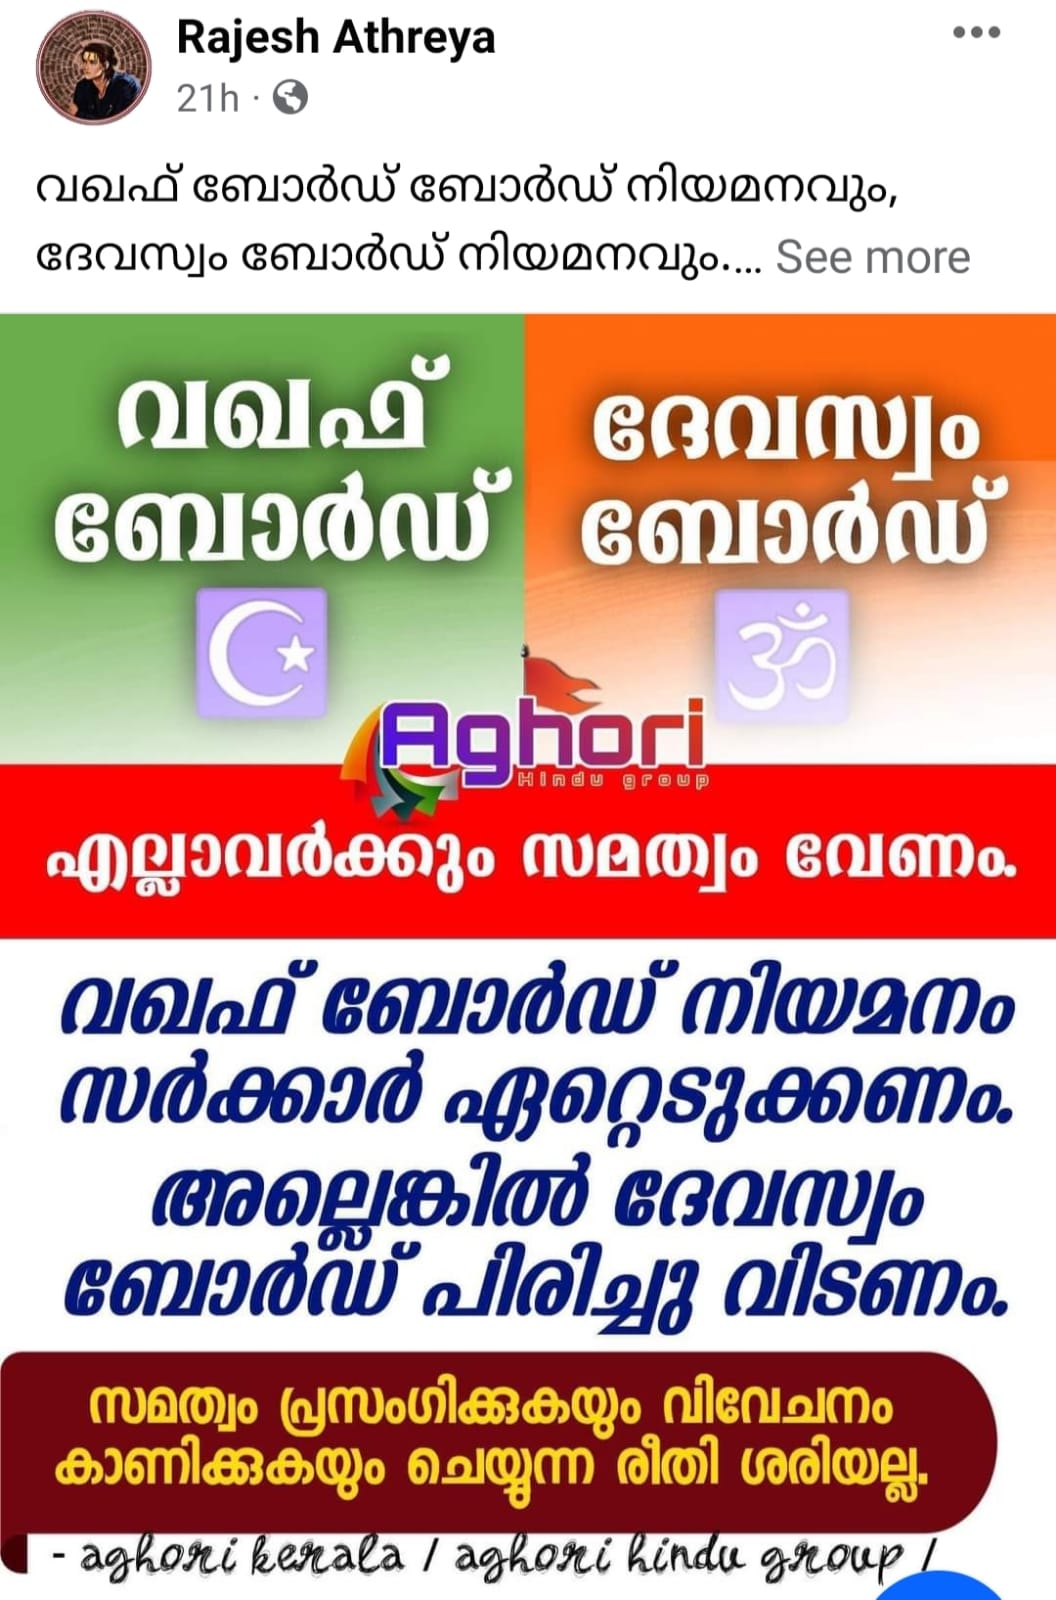 Rajesh Athreya
21h
വഖഫ് ബോർഡ് ബോർഡ് നിയമനവും,
ദേവസ്വം ബോർഡ് നിയമനവും.... See more
വഖഫ്
ബോർഡ്
ദേവസ്വം
ബോർഡ്
Aghori
Hindu group
എല്ലാവർക്കും സമത്വം വേണം.
വഖഫ് ബോർഡ് നിയമനം
സർക്കാർ ഏറ്റെടുക്കണം.
അല്ലെങ്കിൽ ദേവസ്വം
ബോർഡ് പിരിച്ചു വിടണം.
സമത്വം പ്രസംഗിക്കുകയും വിവേചനം
കാണിക്കുകയും ചെയ്യുന്ന രീതി ശരിയല്ല.
- aghori kerala / aghori hindu group /